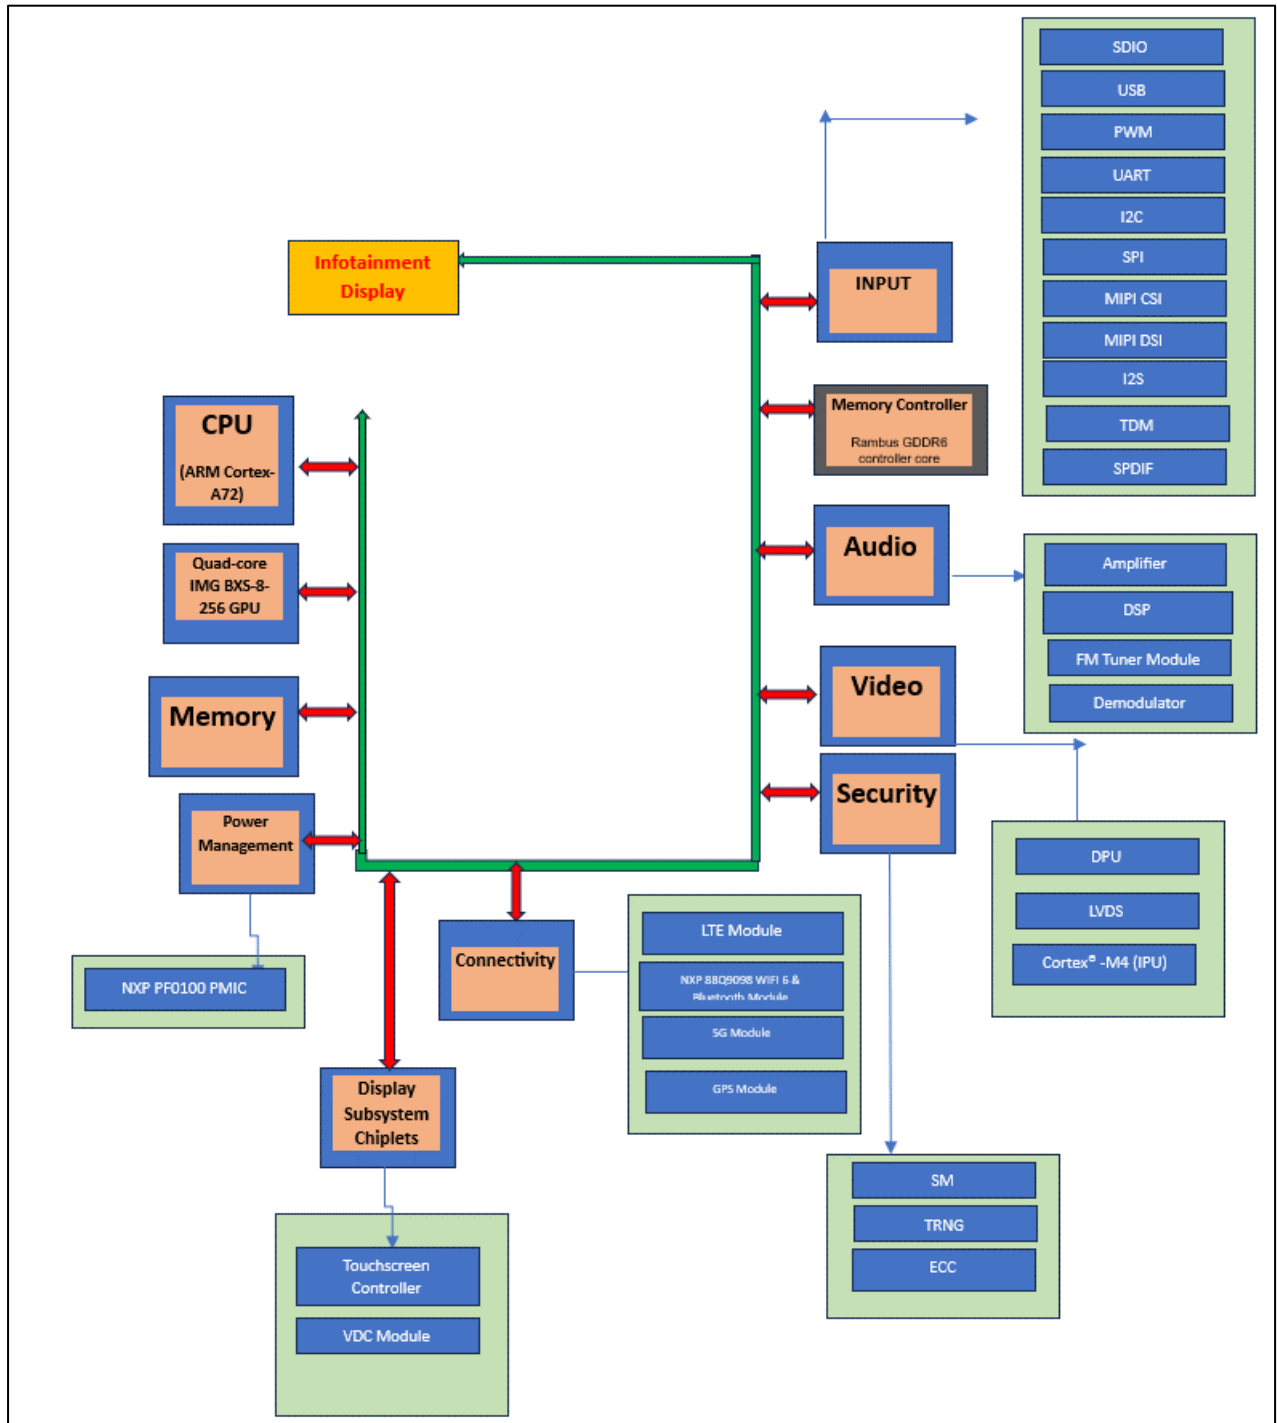 SDIO
USB
PWM
UART
I2C
SPI
MIPI CSI
MIPI DSI
I2S
TDM
SPDIF
Infotainment
Display
INPUT
CPU
(ARM Cortex-
A72)
Memory Controller
Rambus GDDR6
controller core
Quad-core
IMG BXS-8-
256 GPU
Audio
Amplifier
DSP
FM Tuner Module
Demodulator
Memory
Video
Security
Power
Management
DPU
LVDS
Cortex® -M4 (IPU)
NXP PF0100 PMIC
Connectivity
LTE Module
NXP 88Q9098 WIFI 6 &
Bluetooth Module
5G Module
GPS Module
Display
Subsystem
Chiplets
SM
TRNG
ECC
Touchscreen
Controller
VDC Module